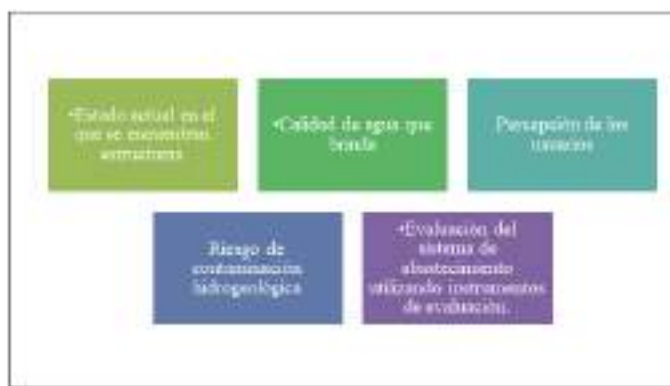 •Estado actual en el
que se encuentran
estructura
•Calidad de agua que
brinda
Percepción de los
usuarios
Riesgo de
contaminación
hidrogeológica
•Evaluación del
sistema de
abastecimiento
utilizando instrumentos
de evaluación.